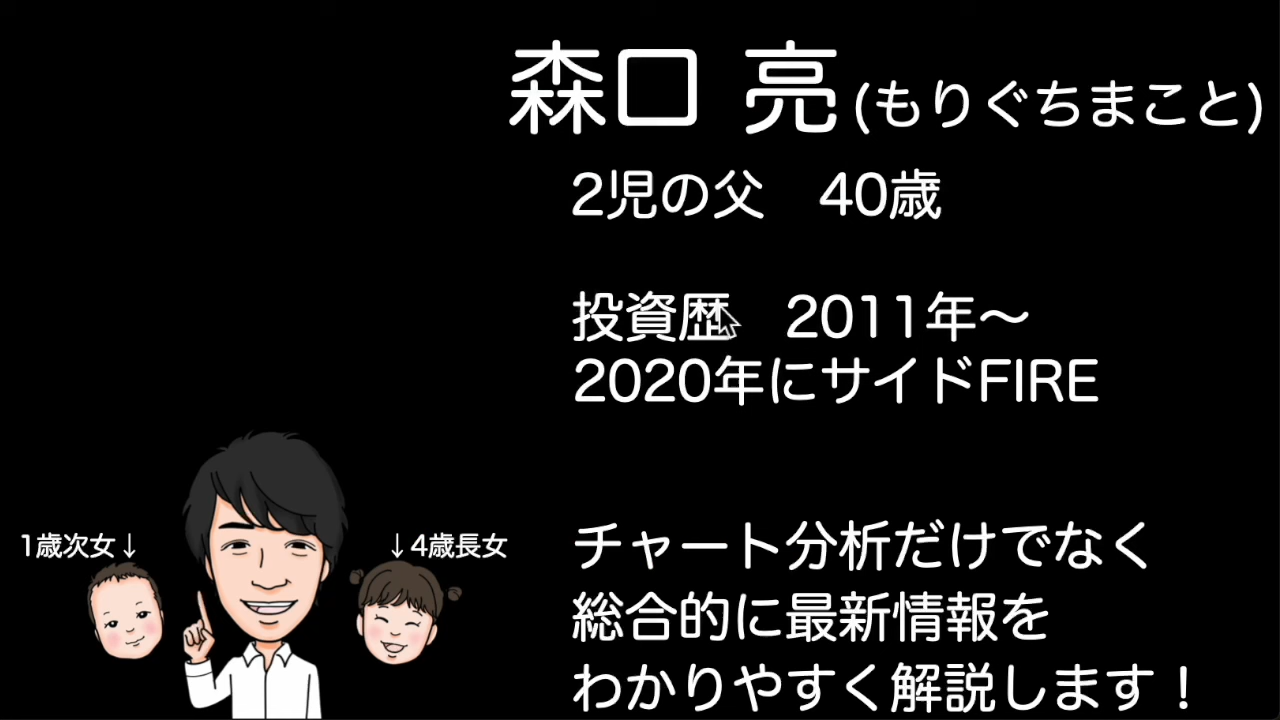 森口 亮(もりぐちまこと)
2児の父　40歳
投資歴　2011年〜
2020年にサイドFIRE
1歳次女↓
↓4歳長女
チャート分析だけでなく
総合的に最新情報を
わかりやすく解説します！